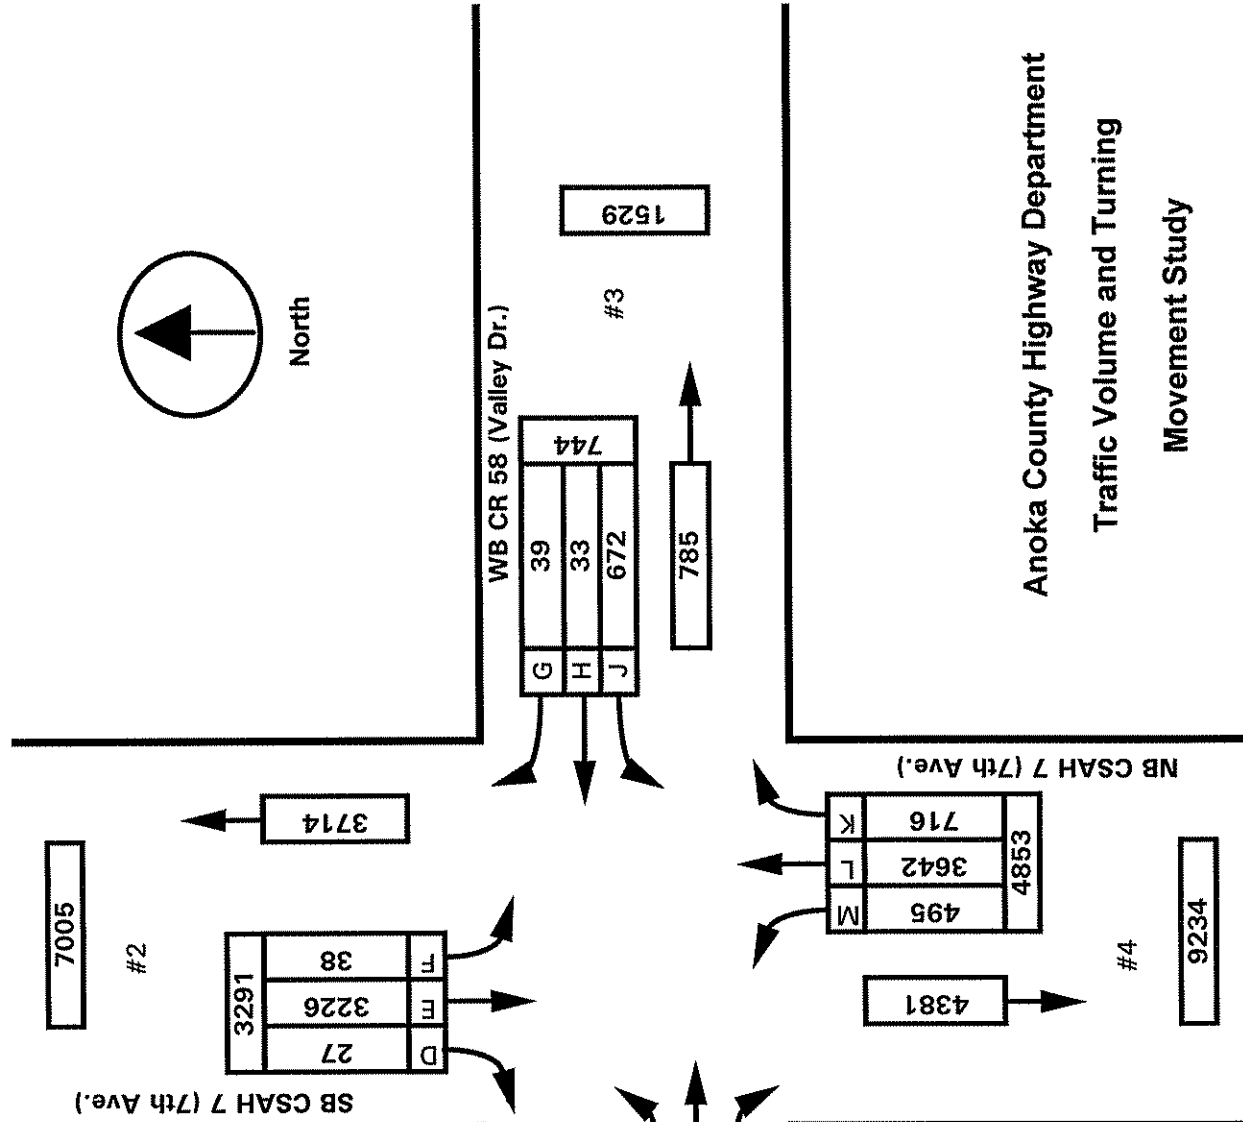 North
WB CR 58 (Valley Dr.)
#3
1529
744
G 39
H 33
J 672
785
7005
#2
3714
SB CSAH 7 (7th Ave.)
3291
27 3226 38
D E F
NB CSAH 7 (7th Ave.)
M L K
495 3642 716
4853
4381
#4
9234
Anoka County Highway Department
Traffic Volume and Turning
Movement Study